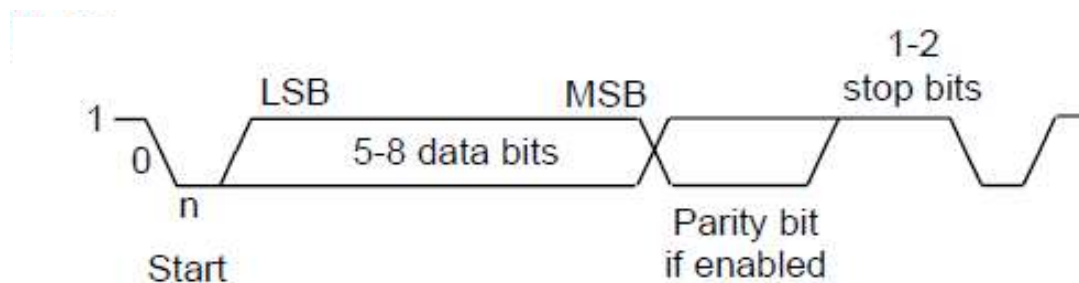 1-2
stop bits
LSB
MSB
1
0
5-8 data bits
n
Start
Parity bit
if enabled